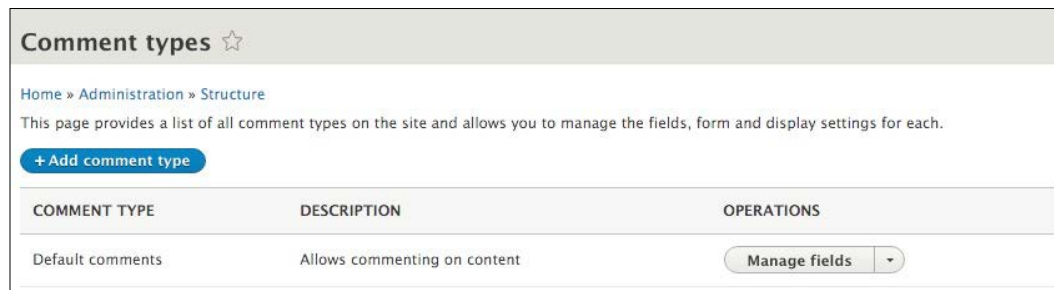 Comment types ☆
Home » Administration » Structure
This page provides a list of all comment types on the site and allows you to manage the fields, form and display settings for each.
+ Add comment type
COMMENT TYPE DESCRIPTION OPERATIONS
Default comments Allows commenting on content Manage fields